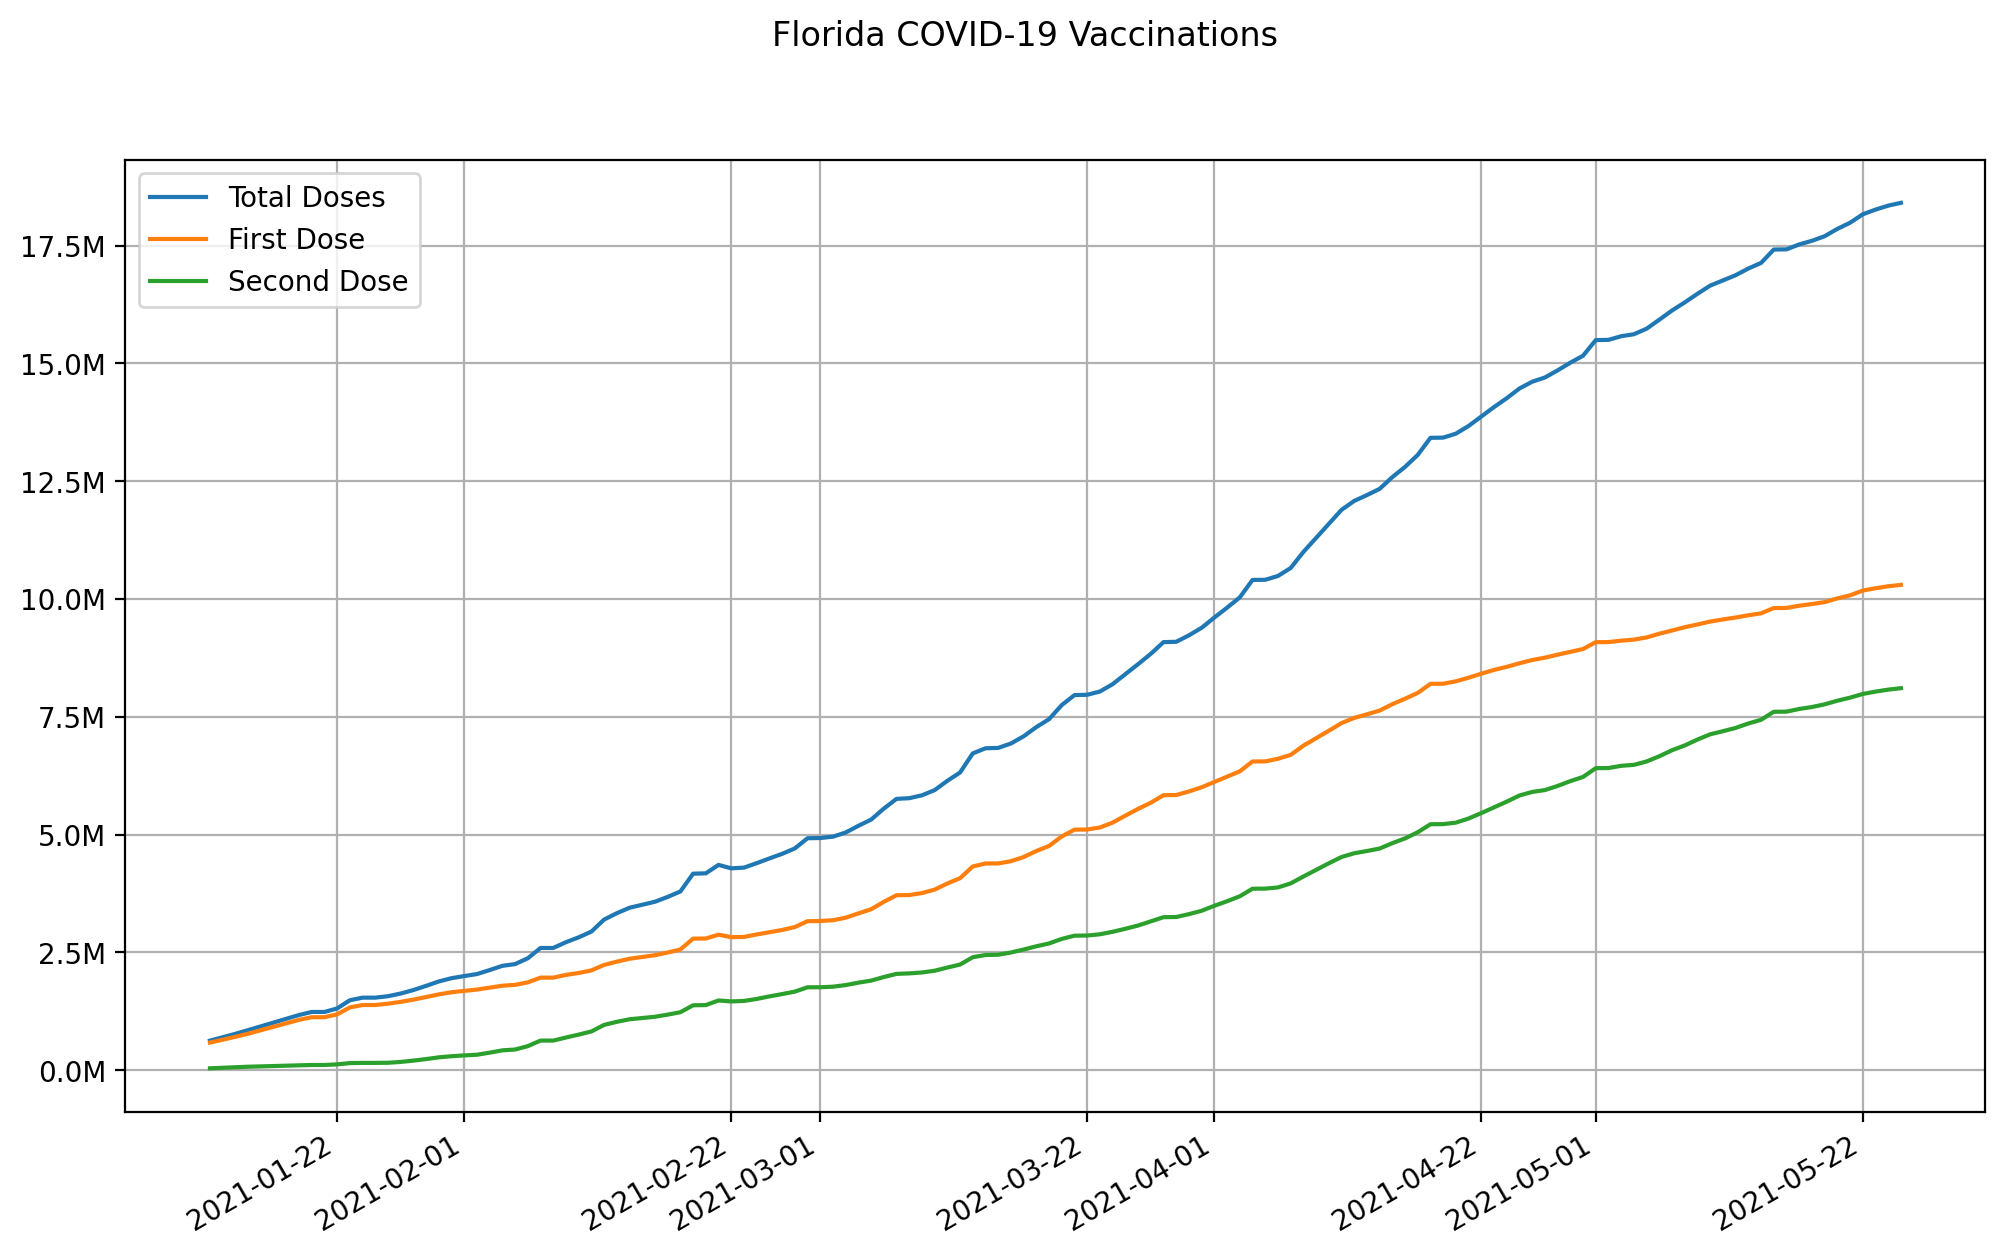 Florida COVID-19 Vaccinations
Total Doses
First Dose
Second Dose
17.5M
15.0M
12.5M
10.0M
7.5M
5.0M
2.5M
0.0M
2021-01-22
2021-02-01
2021-02-22
2021-03-01
2021-03-22
2021-04-01
2021-04-22
2021-05-01
2021-05-22